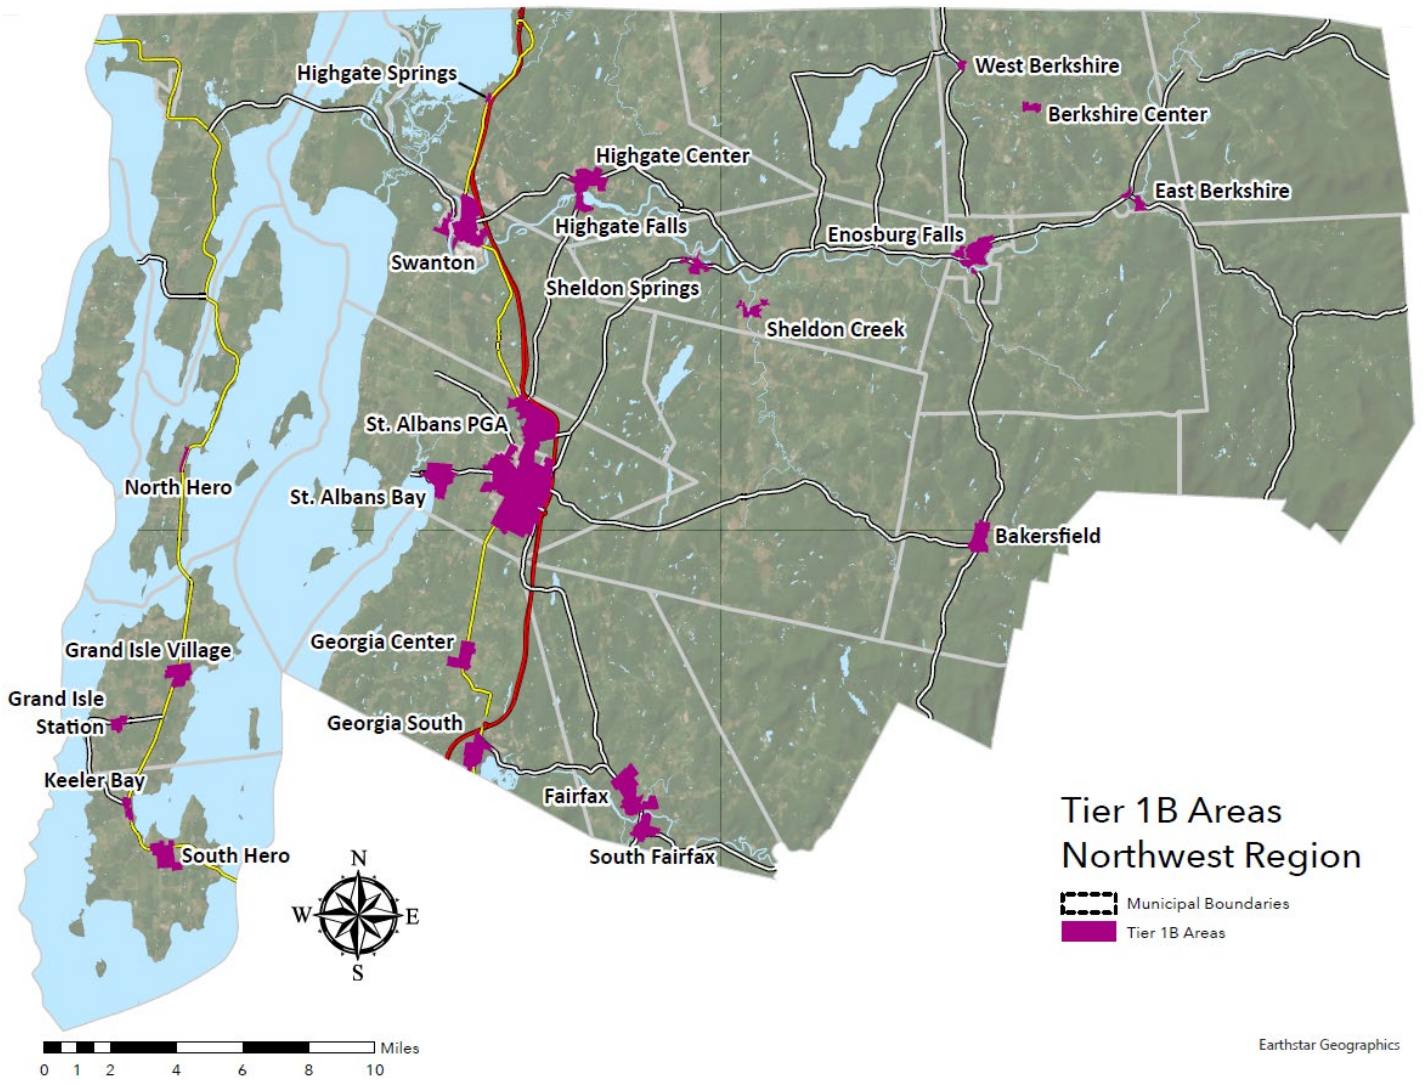 Highgate Springs
West Berkshire
Berkshire Center
Highgate Center
East Berkshire
Highgate Falls
Enosburg Falls
Swanton
Sheldon Springs
Sheldon Creek
St. Albans PGA
North Hero
St. Albans Bay
Bakersfield
Georgia Center
Grand Isle Village
Grand Isle
Station
Georgia South
Keeler Bay
Fairfax
South Hero
South Fairfax
Tier 1B Areas
Northwest Region
Municipal Boundaries
Tier 1B Areas
N
W E
S
Miles
0 1 2 4 6 8 10
Earthstar Geographics